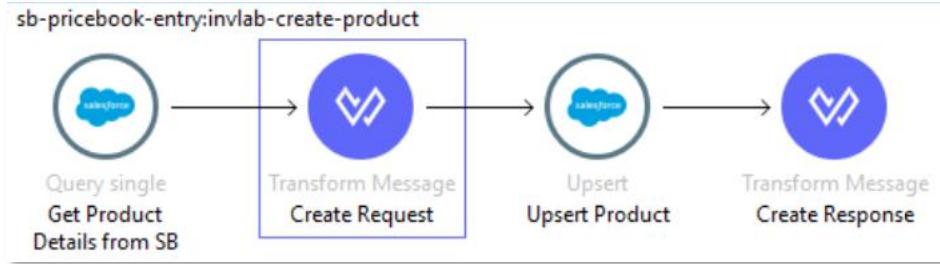 sb-pricebook-entry:invlab-create-product
salesforce
salesforce
Query single
Transform Message
Upsert
Transform Message
Get Product
Create Request
Upsert Product
Create Response
Details from SB